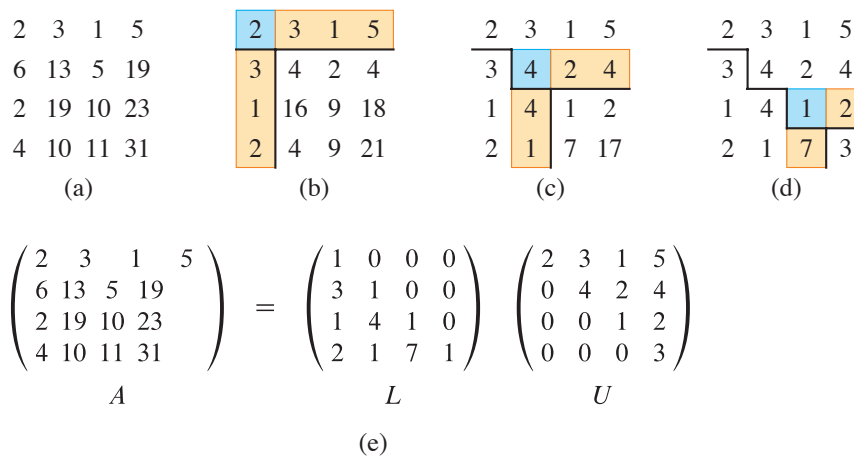 2 3 1 5
6 13 5 19
2 19 10 23
4 10 11 31
(a)
2 3 1 5
3 4 2 4
1 16 9 18
2 4 9 21
(b)
2 3 1 5
3 4 2 4
1 4 1 2
2 1 7 17
(c)
2 3 1 5
3 4 2 4
1 4 1 2
2 1 7 3
(d)
2 3 1 5
6 13 5 19
2 19 10 23
4 10 11 31
A
=
1 0 0 0
3 1 0 0
1 4 1 0
2 1 7 1
L
2 3 1 5
0 4 2 4
0 0 1 2
0 0 0 3
U
(e)